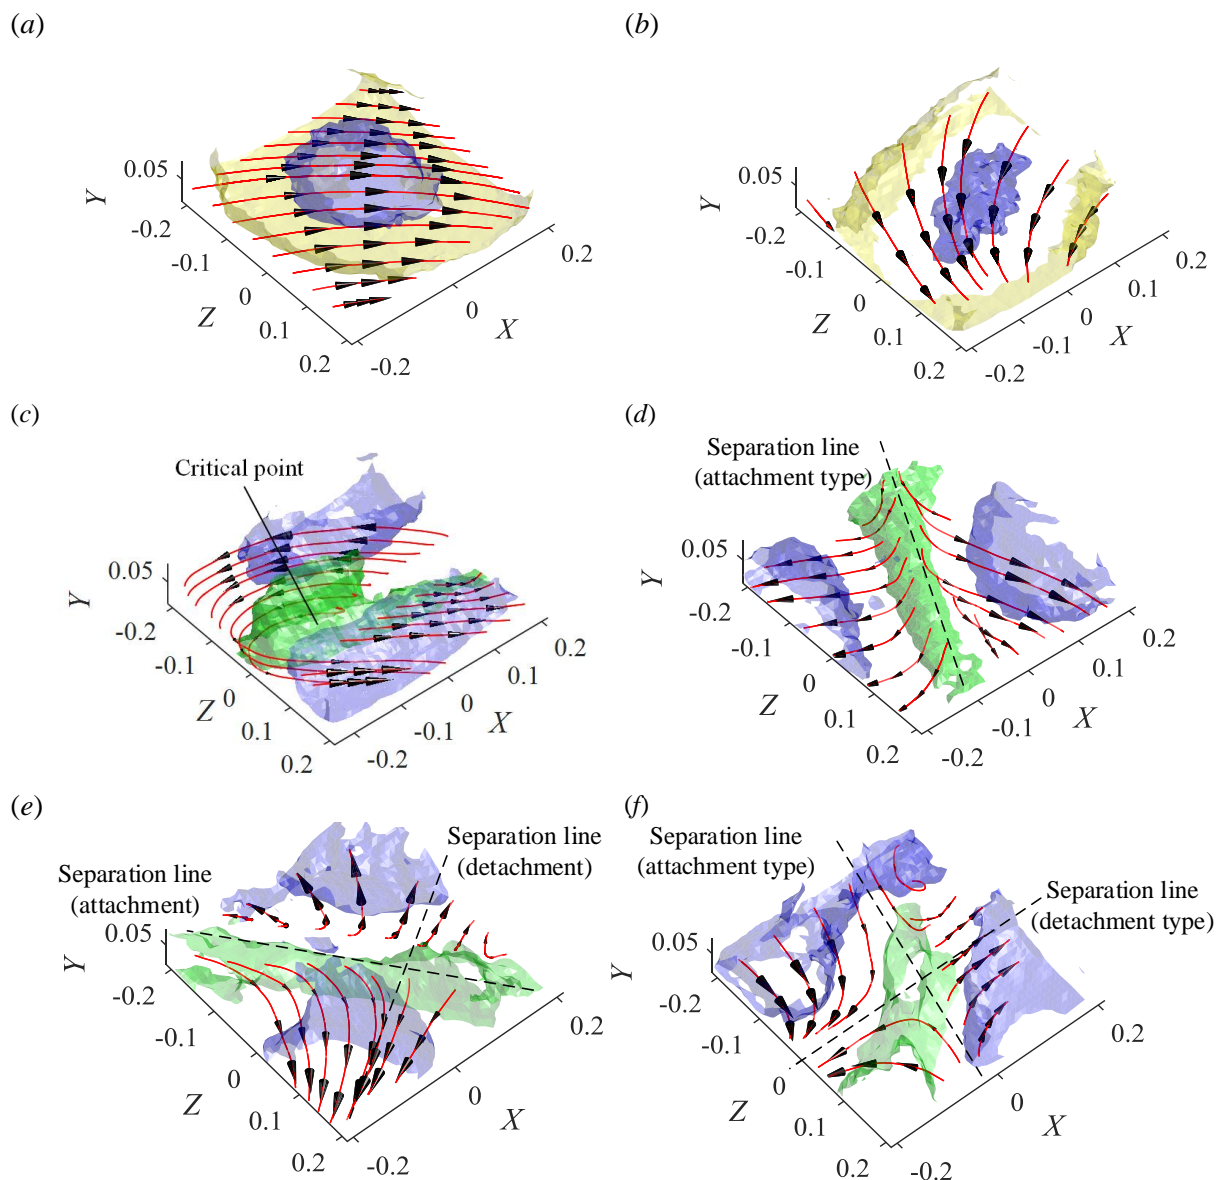 (a)
0.05
Y
-0.2
-0.1
0
Z
0.1
0.2
-0.2
0
X
0.2
(b)
0.05
Y
-0.2
-0.1
0
Z
0.1
0.2
-0.2
-0.1
0
X
0.1
0.2
(c)
Critical point
0.05
Y
-0.2
-0.1
0
Z
0.1
0.2
-0.2
-0.1
0
X
0.1
0.2
(d)
Separation line
(attachment type)
0.05
Y
-0.2
-0.1
0
Z
0.1
0.2
-0.2
-0.1
0
X
0.1
0.2
(e)
Separation line
(attachment)
Separation line
(detachment)
0.05
Y
-0.2
-0.1
0
Z
0.1
0.2
-0.2
0
X
0.2
(f)
Separation line
(attachment type)
Separation line
(detachment type)
0.05
Y
-0.2
-0.1
0
Z
0.1
0.2
-0.2
0
X
0.2